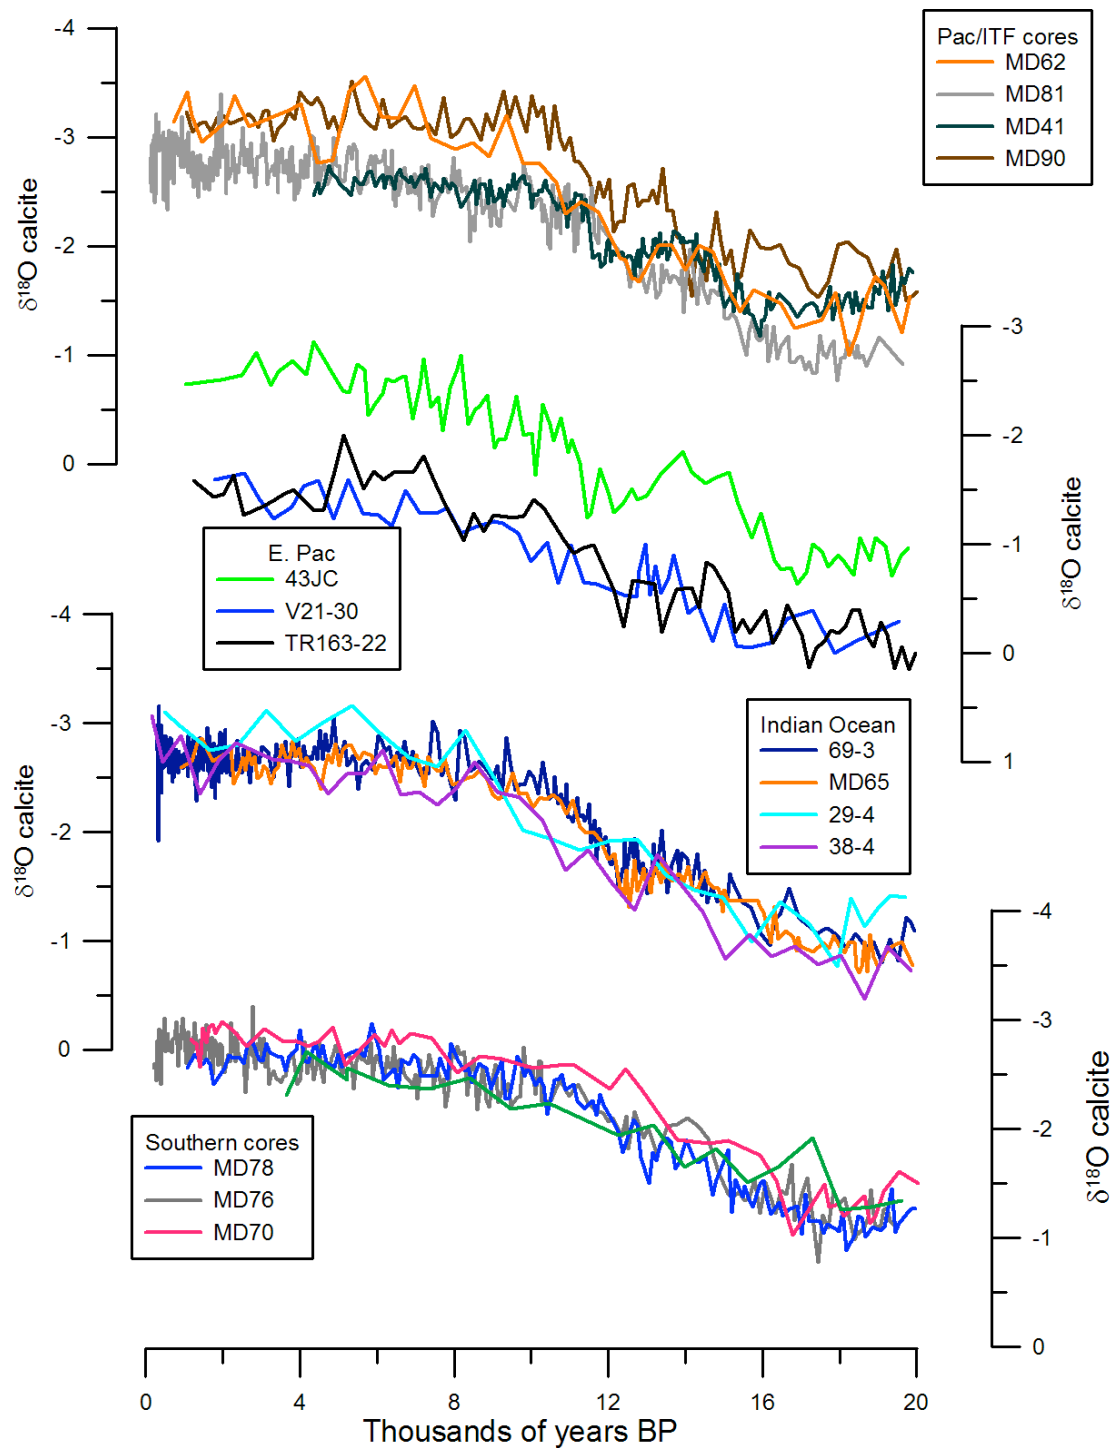 -4
-3
-2
-1
0
δ18O calcite
Pac/ITF cores
MD62
MD81
MD41
MD90
-3
-2
-1
0
1
δ18O calcite
E. Pac
43JC
V21-30
TR163-22
-4
-3
-2
-1
0
δ18O calcite
Indian Ocean
69-3
MD65
29-4
38-4
-4
-3
-2
-1
0
δ18O calcite
Southern cores
MD78
MD76
MD70
0
4
8
12
16
20
Thousands of years BP